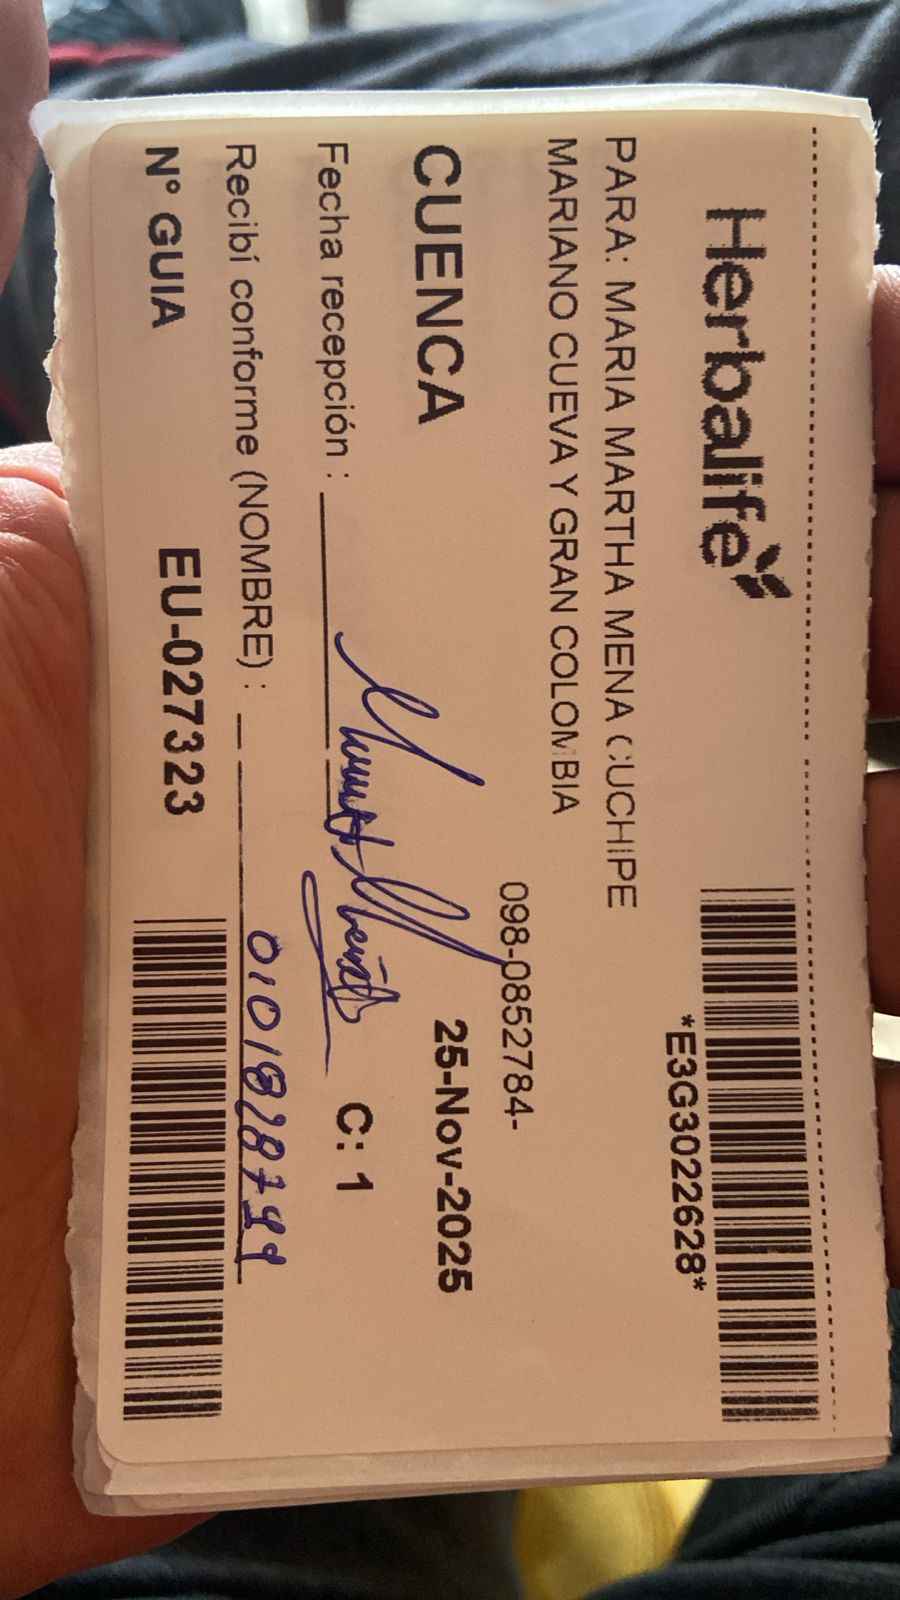 Herbalife
*E3G3022628*
PARA: MARIA MARTHA MENA CUCHIPE
MARIANO CUEVA Y GRAN COLOMBIA
098-0852784-
CUENCA 25-Nov-2025
Fecha recepción : C: 1
Recibí conforme (NOMBRE) :
N° GUIA EU-027323